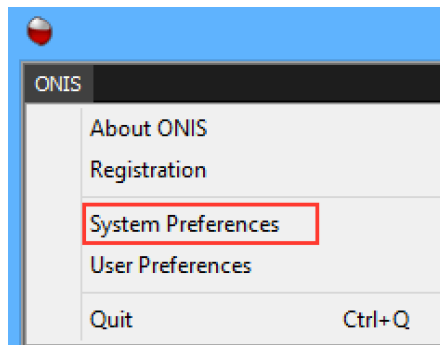 ONIS
About ONIS
Registration
System Preferences
User Preferences
Quit Ctrl+Q